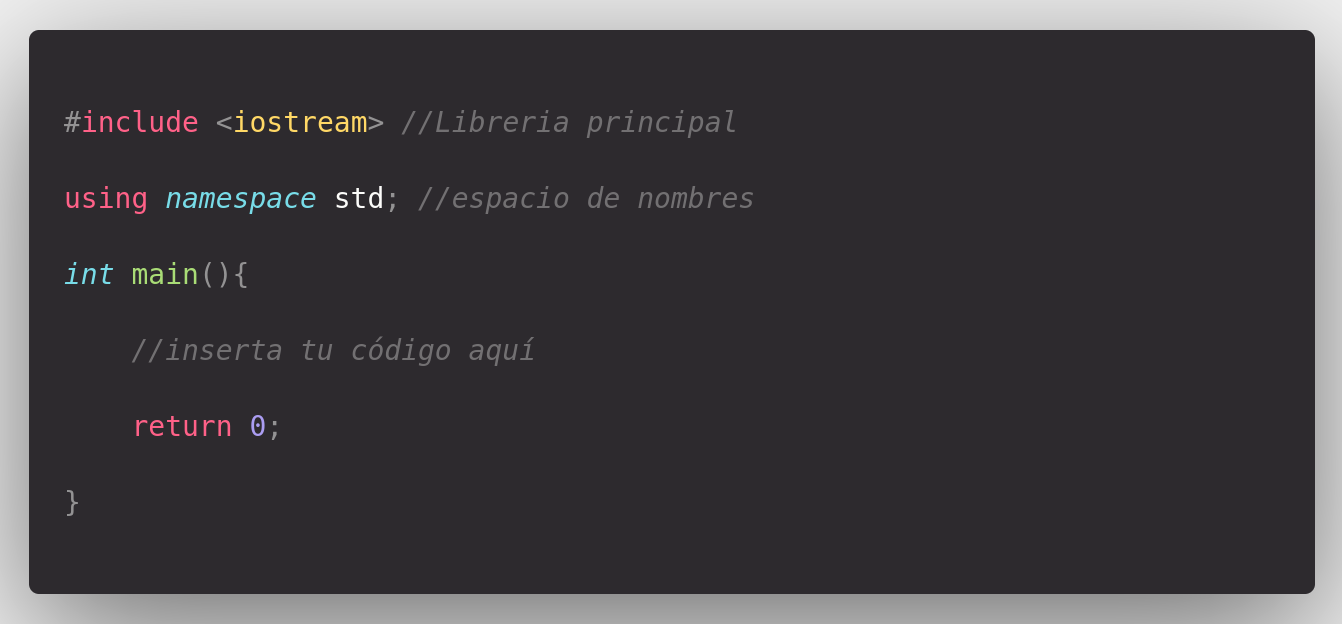 #include <iostream> //Libreria principal
using namespace std; //espacio de nombres
int main(){
//inserta tu código aquí
return 0;
}